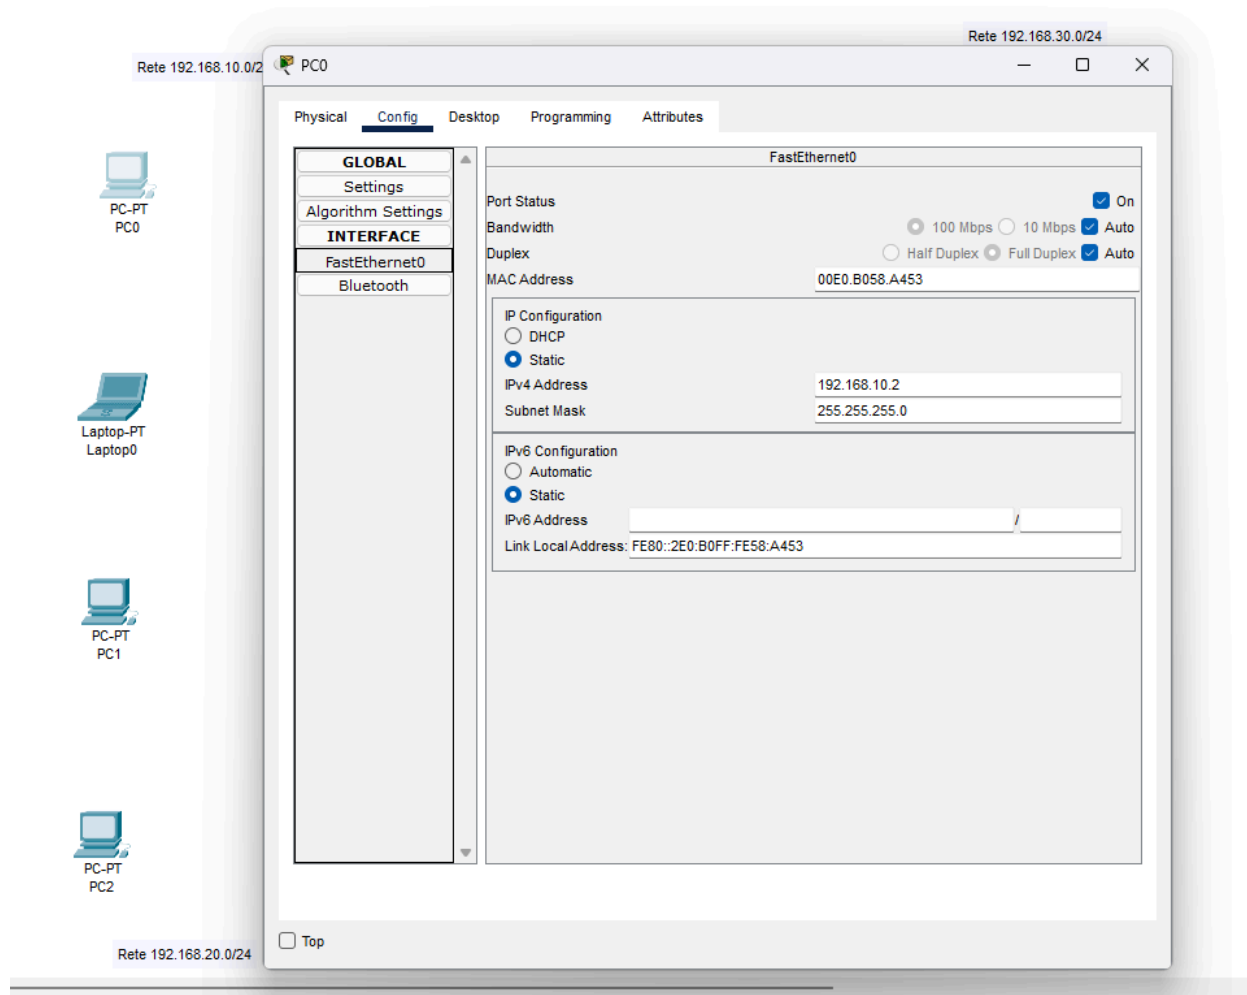 Rete 192.168.30.0/24
Rete 192.168.10.0/2
PC0
Physical Config Desktop Programming Attributes
GLOBAL
Settings
Algorithm Settings
INTERFACE
FastEthernet0
Bluetooth
FastEthernet0
Port Status On
Bandwidth 100 Mbps 10 Mbps Auto
Duplex Half Duplex Full Duplex Auto
MAC Address 00E0.B058.A453
IP Configuration
DHCP
Static
IPv4 Address 192.168.10.2
Subnet Mask 255.255.255.0
IPv6 Configuration
Automatic
Static
IPv6 Address /
Link Local Address: FE80::2E0:B0FF:FE58:A453
Top
PC-PT
PC0
Laptop-PT
Laptop0
PC-PT
PC1
PC-PT
PC2
Rete 192.168.20.0/24